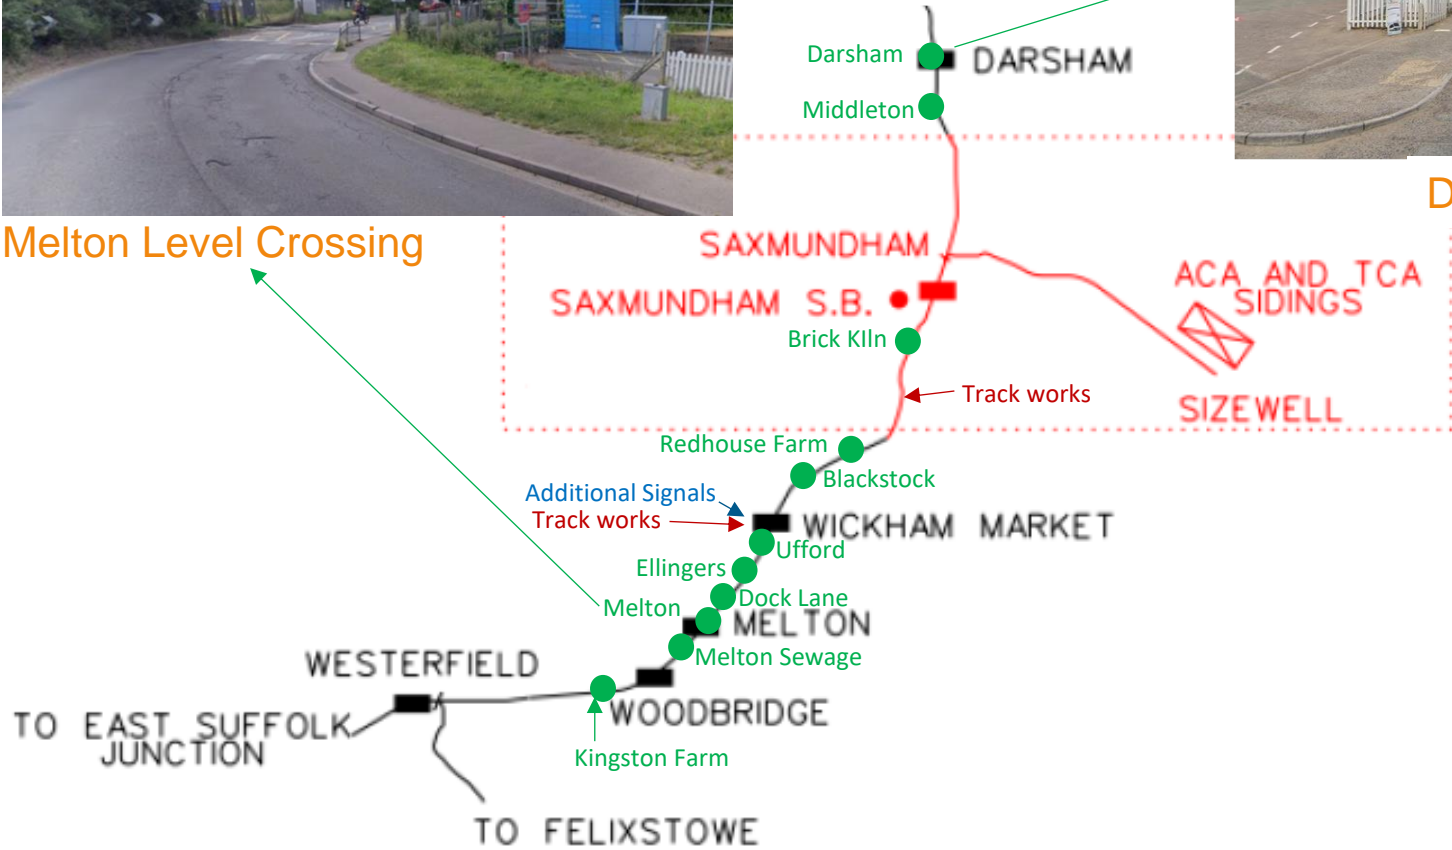 Darsham
DARSHAM
Middleton
D
Melton Level Crossing
SAXMUNDHAM
ACA AND TCA
SIDINGS
SAXMUNDHAM S.B.
Brick KIln
Track works
SIZEWELL
Redhouse Farm
Blackstock
Additional Signals
Track works
WICKHAM MARKET
Ufford
Ellingers
Dock Lane
Melton
MELTON
Melton Sewage
WESTERFIELD
WOODBRIDGE
TO EAST SUFFOLK
JUNCTION
Kingston Farm
TO FELIXSTOWE